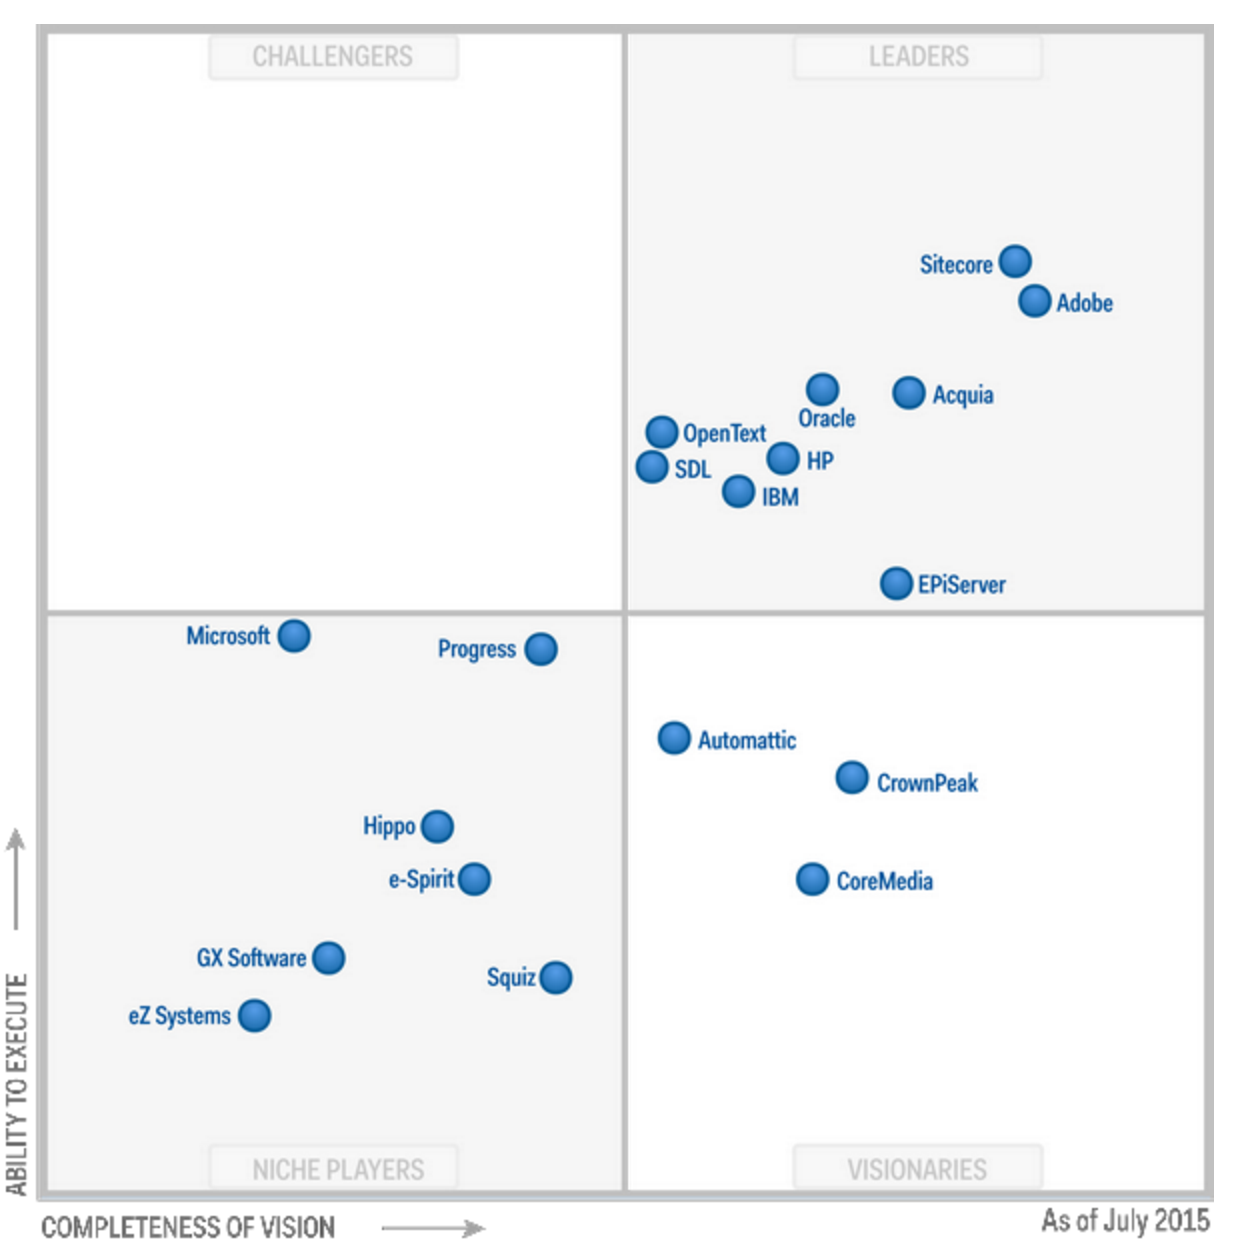 CHALLENGERS
LEADERS
Sitecore
Adobe
Acquia
Oracle
OpenText
HP
SDL
IBM
EPiServer
Microsoft
Progress
Automattic
CrownPeak
Hippo
e-Spirit
CoreMedia
GX Software
Squiz
eZ Systems
NICHE PLAYERS
VISIONARIES
ABILITY TO EXECUTE
COMPLETENESS OF VISION
As of July 2015